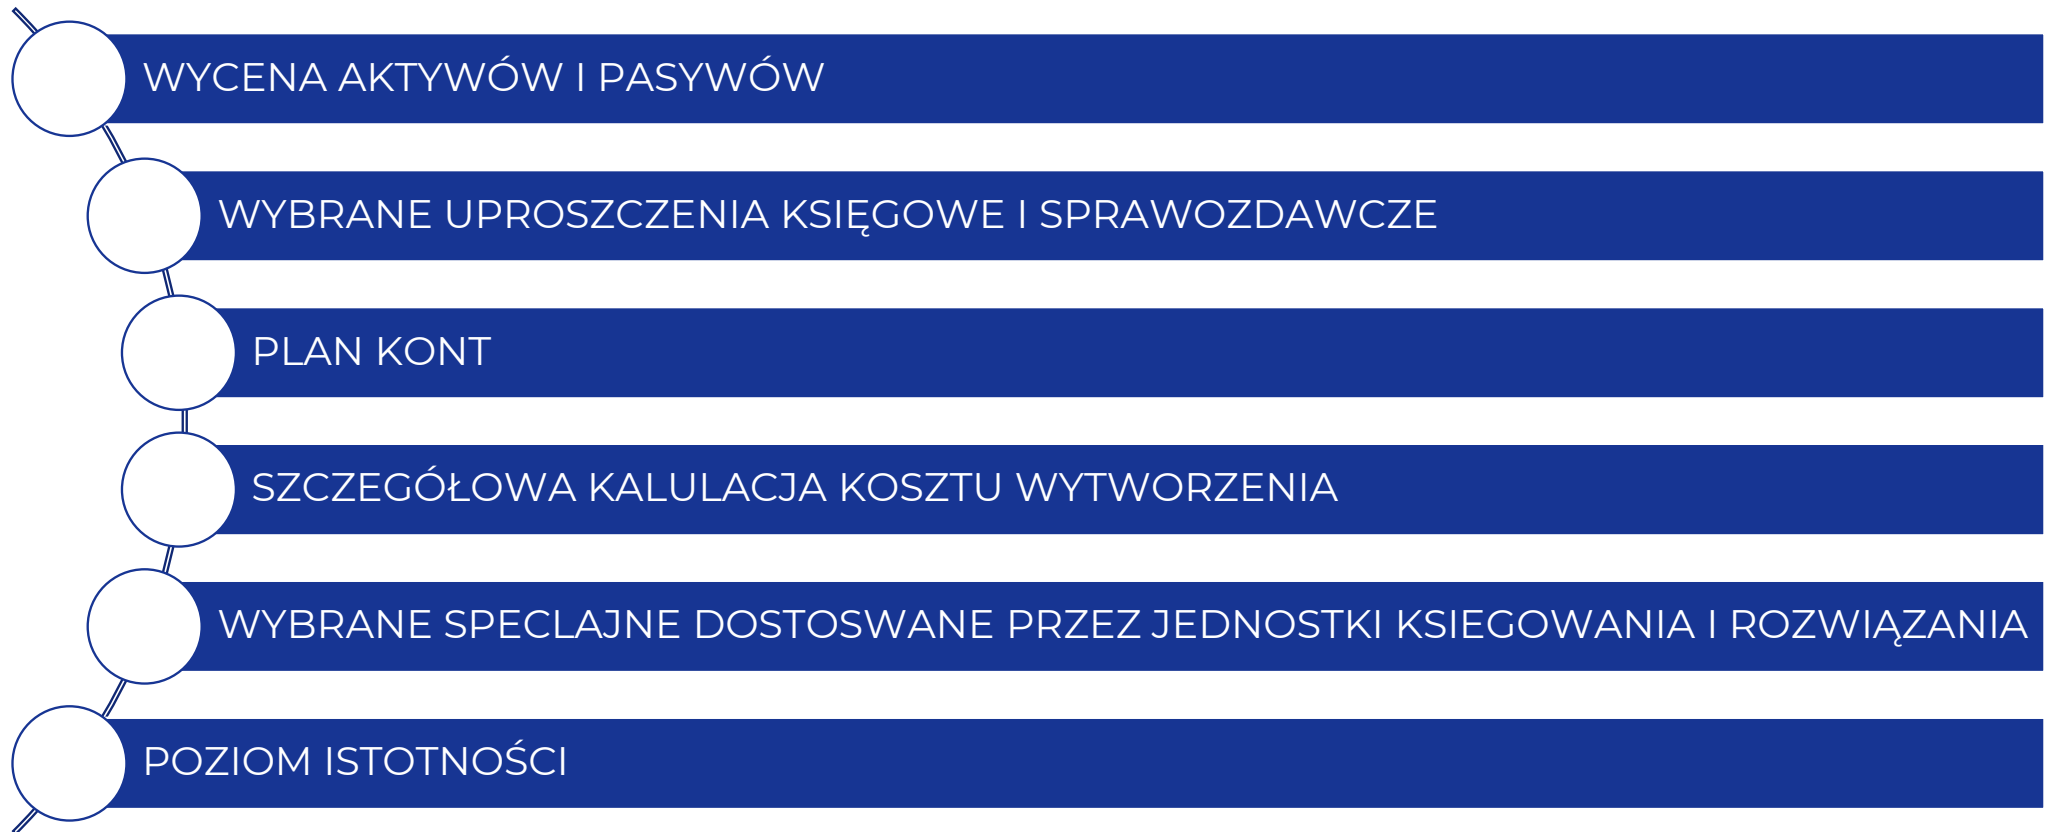 WYCENA AKTYWÓW I PASYWÓW
WYBRANE UPROSZCZENIA KSIĘGOWE I SPRAWOZDAWCZE
PLAN KONT
SZCZEGÓŁOWA KALULACJA KOSZTU WYTWORZENIA
WYBRANE SPECLAJNE DOSTOSWANE PRZEZ JEDNOSTKI KSIEGOWANIA I ROZWIĄZANIA
POZIOM ISTOTNOŚCI